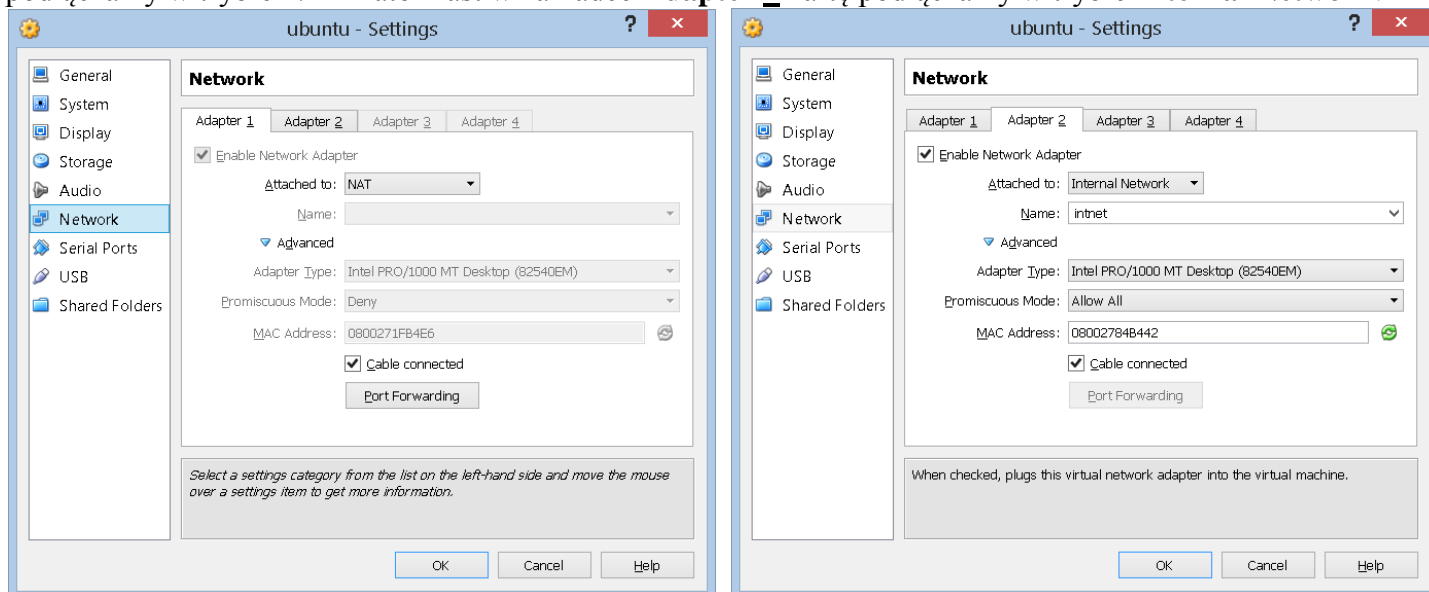 ubuntu - Settings
?
×
General
System
Display
Storage
Audio
Network
Serial Ports
USB
Shared Folders
Network
Adapter 1
Adapter 2
Adapter 3
Adapter 4
Enable Network Adapter
Attached to: NAT
Name:
Advanced
Adapter Type: Intel PRO/1000 MT Desktop (82540EM)
Promiscuous Mode: Deny
MAC Address: 0800271FB4E6
Cable connected
Port Forwarding
Select a settings category from the list on the left-hand side and move the mouse
over a settings item to get more information.
OK
Cancel
Help
ubuntu - Settings
?
×
General
System
Display
Storage
Audio
Network
Serial Ports
USB
Shared Folders
Network
Adapter 1
Adapter 2
Adapter 3
Adapter 4
Enable Network Adapter
Attached to: Internal Network
Name: intnet
Advanced
Adapter Type: Intel PRO/1000 MT Desktop (82540EM)
Promiscuous Mode: Allow All
MAC Address: 08002784B442
Cable connected
Port Forwarding
When checked, plugs this virtual network adapter into the virtual machine.
OK
Cancel
Help